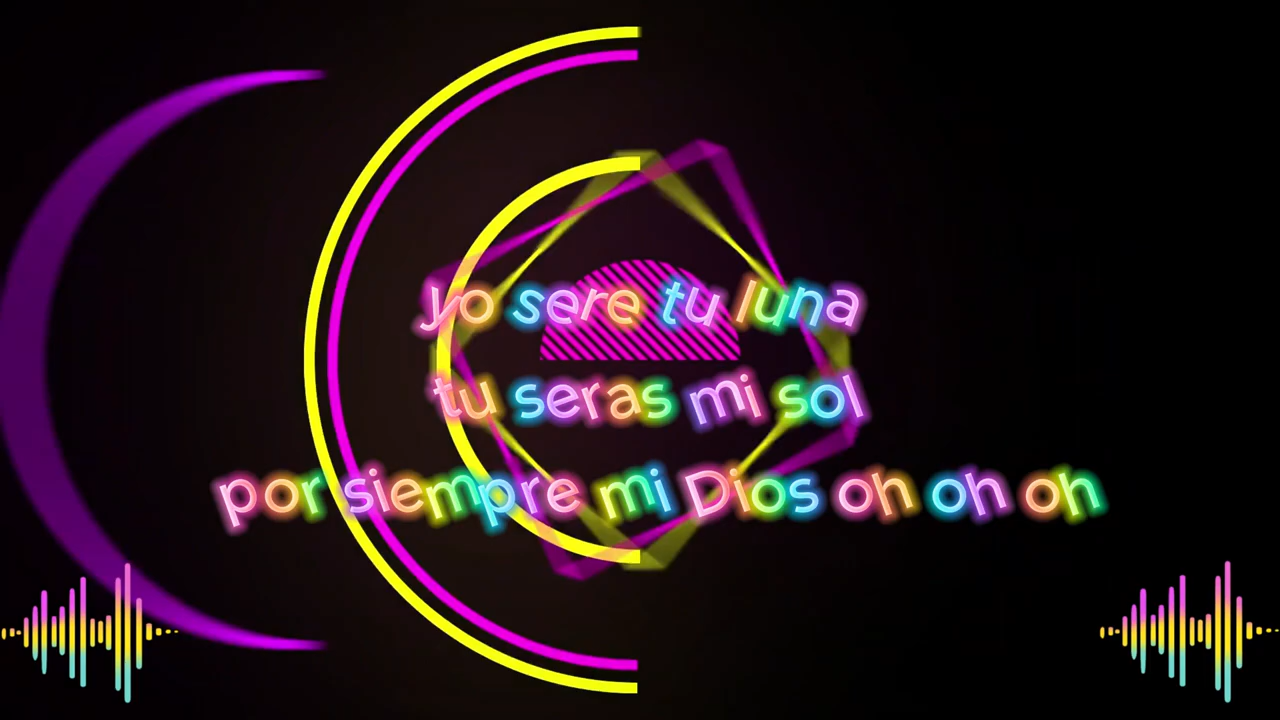 yo sere tu luna
tu seras mi sol
por siempre mi Dios oh oh oh